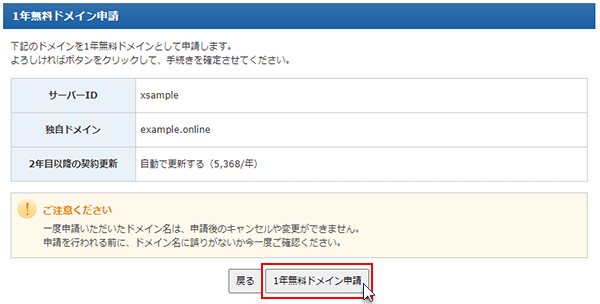 1年無料ドメイン申請
下記のドメインを1年無料ドメインとして申請します。
よろしければボタンをクリックして、手続きを確定させてください。
サーバーID xsample
独自ドメイン example.online
2年目以降の契約更新 自動で更新する（5,368/年）
ご注意ください
一度申請いただいたドメイン名は、申請後のキャンセルや変更ができません。
申請を行われる前に、ドメイン名に誤りがないか今一度ご確認ください。
戻る 1年無料ドメイン申請